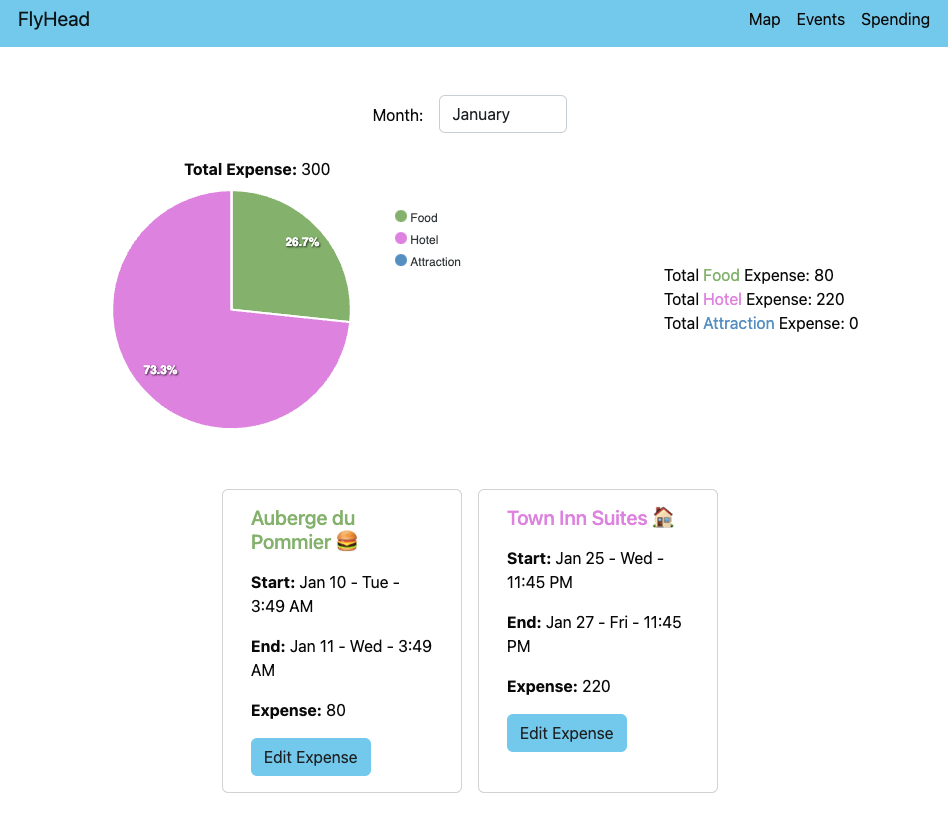 FlyHead
Map Events Spending
Month: January
Total Expense: 300
26.7%
73.3%
Food
Hotel
Attraction
Total Food Expense: 80
Total Hotel Expense: 220
Total Attraction Expense: 0
Auberge du
Pommier 🍔
Start: Jan 10 - Tue -
3:49 AM
End: Jan 11 - Wed - 3:49
AM
Expense: 80
Edit Expense
Town Inn Suites 🏠
Start: Jan 25 - Wed -
11:45 PM
End: Jan 27 - Fri - 11:45
PM
Expense: 220
Edit Expense